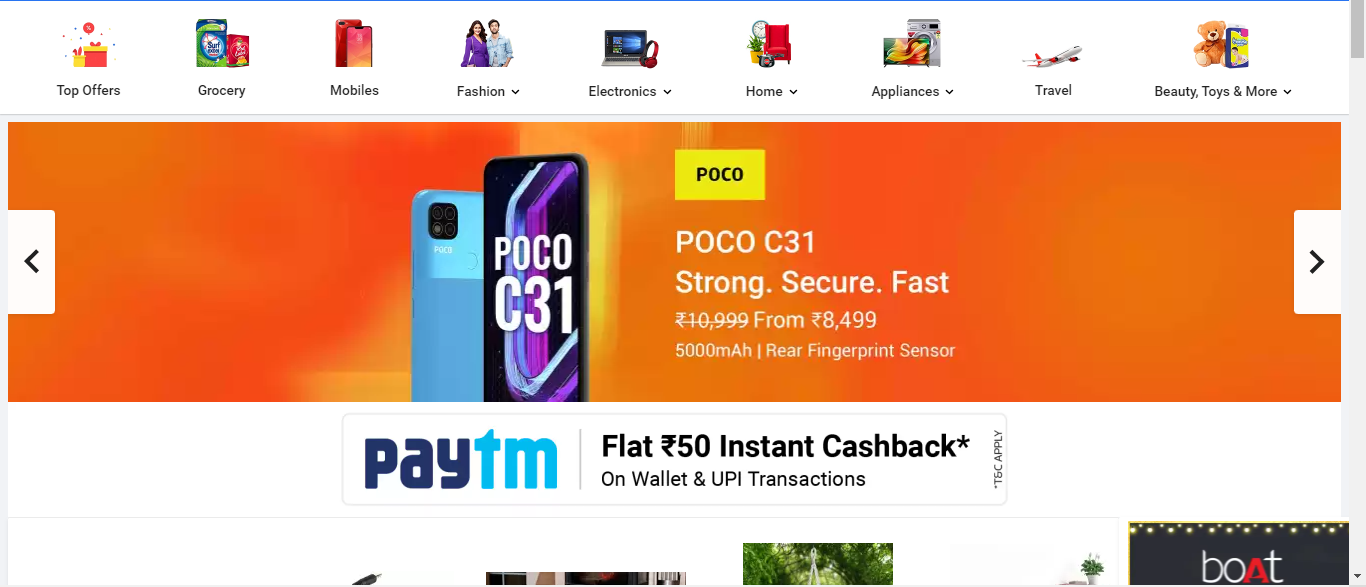 Top Offers
Grocery
Mobiles
Fashion
Electronics
Home
Appliances
Travel
Beauty, Toys & More
Surf excel
POCO
POCO
C31
POCO
POCO C31
Strong. Secure. Fast
₹10,999 From ₹8,499
5000mAh | Rear Fingerprint Sensor
paytm
Flat ₹50 Instant Cashback*
On Wallet & UPI Transactions
*T&C APPLY
boAt